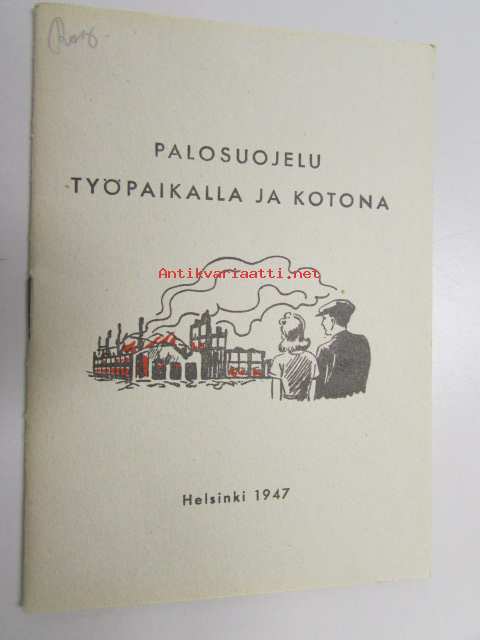 PALOSUOJELU
TYÖPAIKALLA JA KOTONA
Antikvariaatti.net
Helsinki 1947